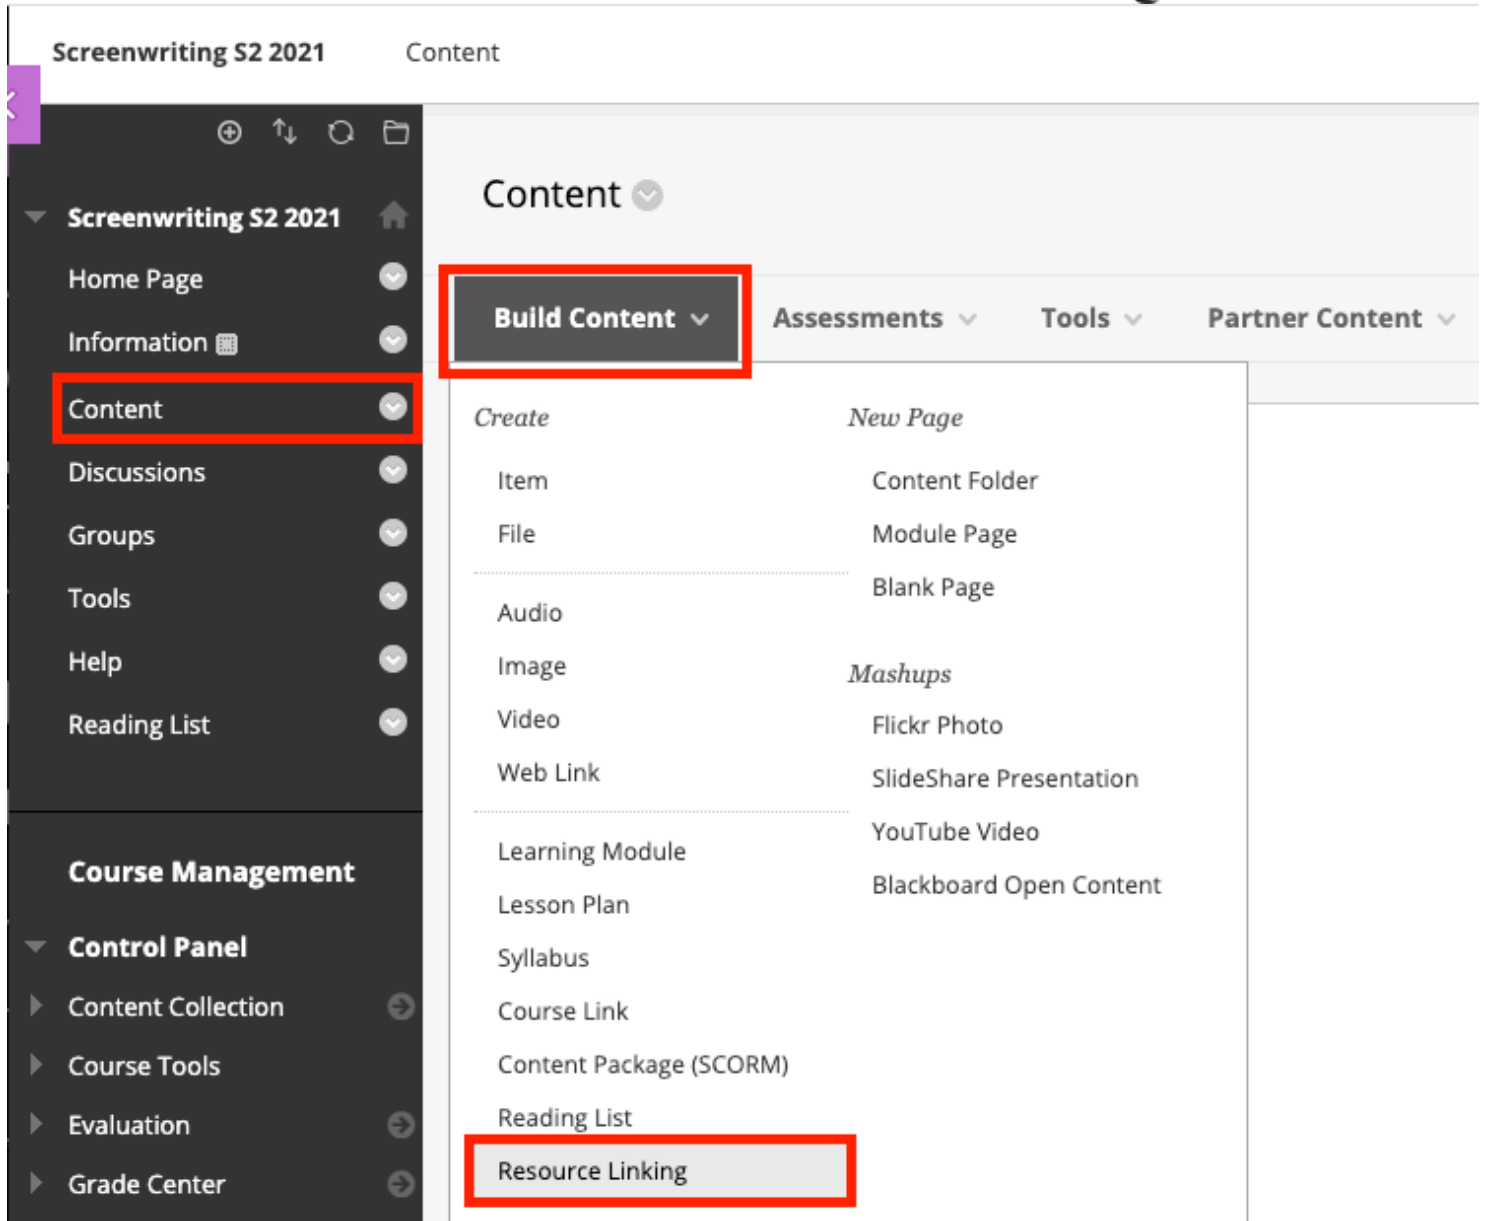 Screenwriting S2 2021 Content
Screenwriting S2 2021
Home Page
Information
Content
Discussions
Groups
Tools
Help
Reading List
Course Management
Control Panel
Content Collection
Course Tools
Evaluation
Grade Center
Content
Build Content Assessments Tools Partner Content
Create
Item
File
Audio
Image
Video
Web Link
Learning Module
Lesson Plan
Syllabus
Course Link
Content Package (SCORM)
Reading List
Resource Linking
New Page
Content Folder
Module Page
Blank Page
Mashups
Flickr Photo
SlideShare Presentation
YouTube Video
Blackboard Open Content